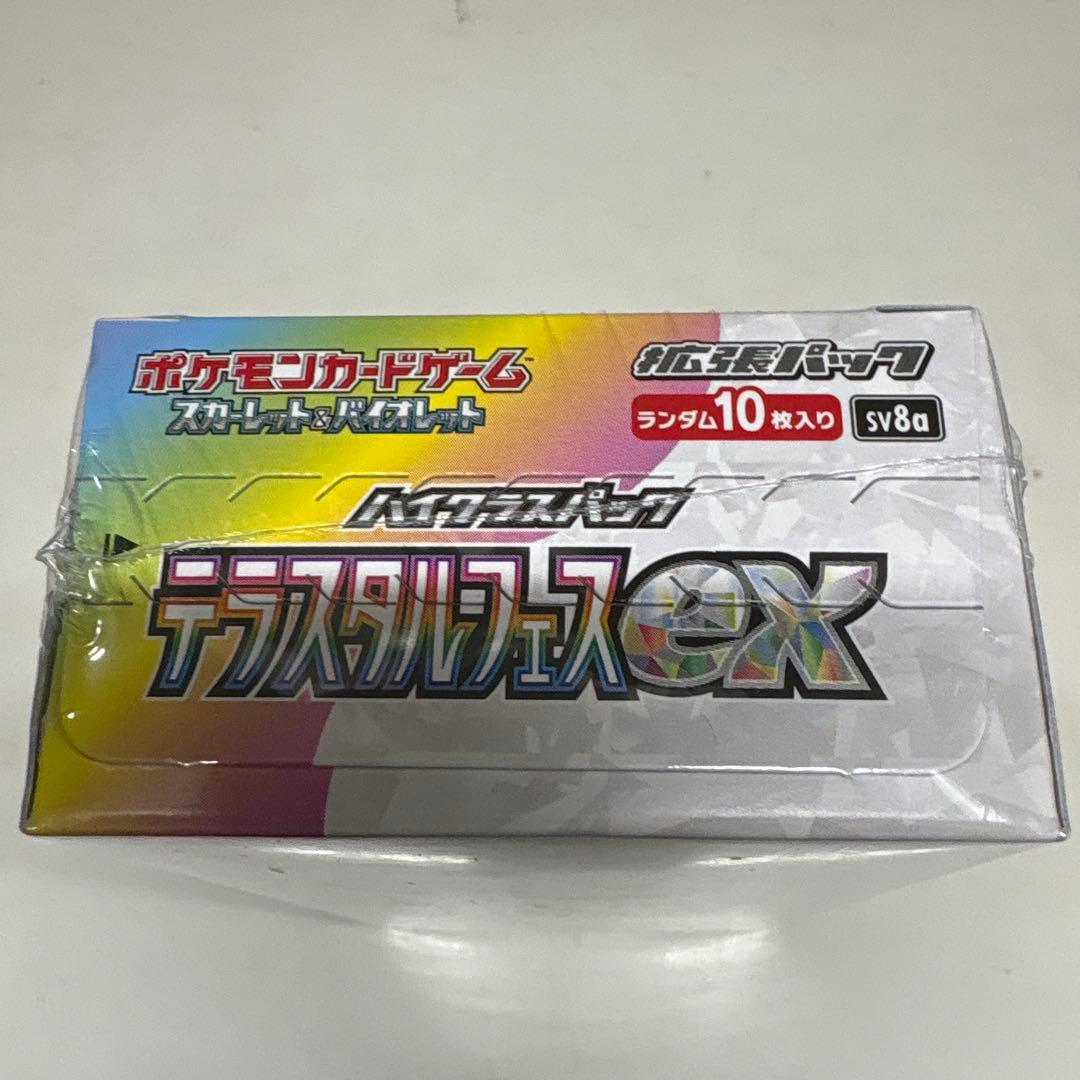 ポケモンカードゲーム™
スカーレット&バイオレット
拡張パック
ランダム10枚入り
sv8a
ハイクラスパック
テラスタルフェスex